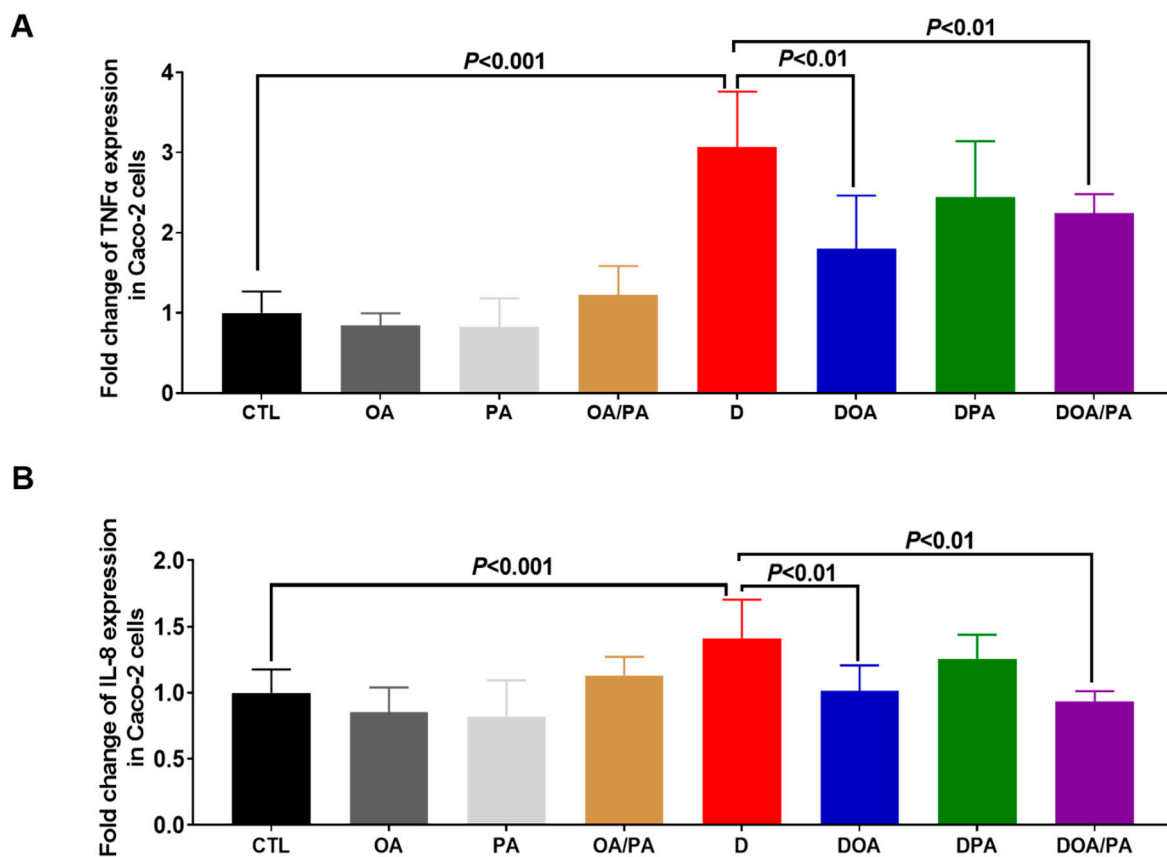 A
P<0.01
P<0.001
P<0.01
Fold change of TNFα expression
in Caco-2 cells
4
3
2
1
0
CTL OA PA OA/PA D DOA DPA DOA/PA
B
P<0.01
P<0.001
P<0.01
Fold change of IL-8 expression
in Caco-2 cells
2.0
1.5
1.0
0.5
0.0
CTL OA PA OA/PA D DOA DPA DOA/PA